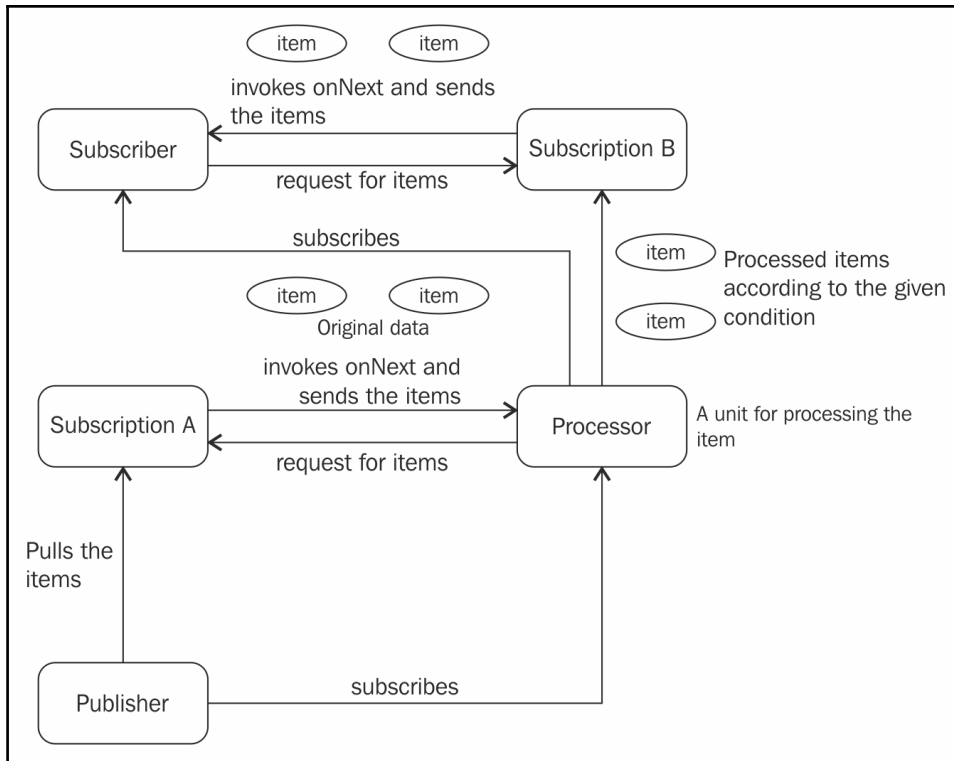 item item
invokes onNext and sends
the items
Subscriber
Subscription B
request for items
subscribes
item
Processed items
according to the given
condition
item
item item
Original data
invokes onNext and
sends the items
Subscription A
Processor
A unit for processing the
item
request for items
Pulls the
items
Publisher
subscribes